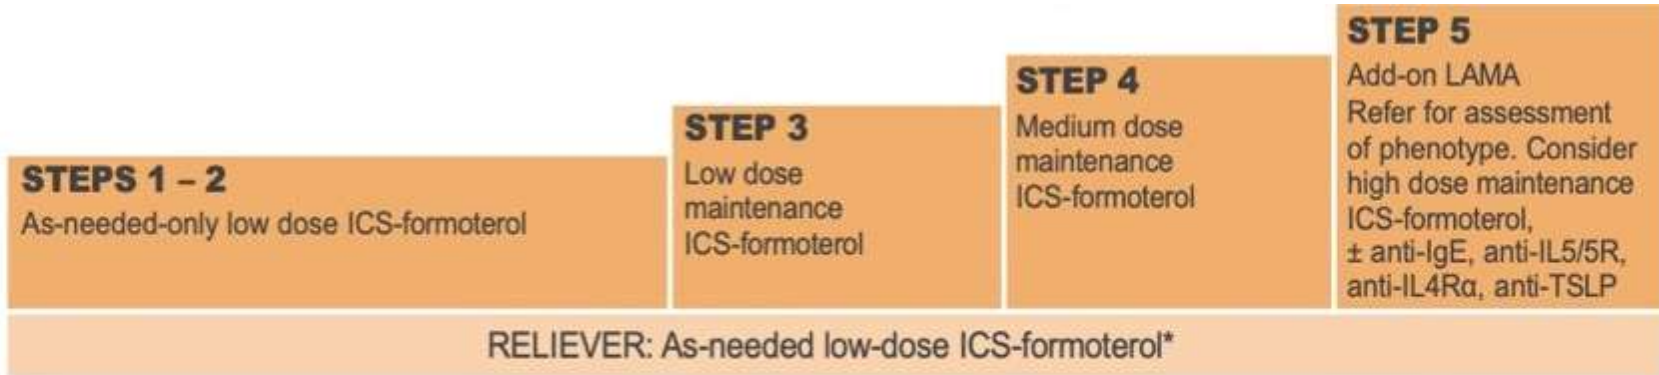 STEPS 1 – 2
As-needed-only low dose ICS-formoterol
STEP 3
Low dose
maintenance
ICS-formoterol
STEP 4
Medium dose
maintenance
ICS-formoterol
STEP 5
Add-on LAMA
Refer for assessment
of phenotype. Consider
high dose maintenance
ICS-formoterol,
± anti-IgE, anti-IL5/5R,
anti-IL4Rα, anti-TSLP
RELIEVER: As-needed low-dose ICS-formoterol*